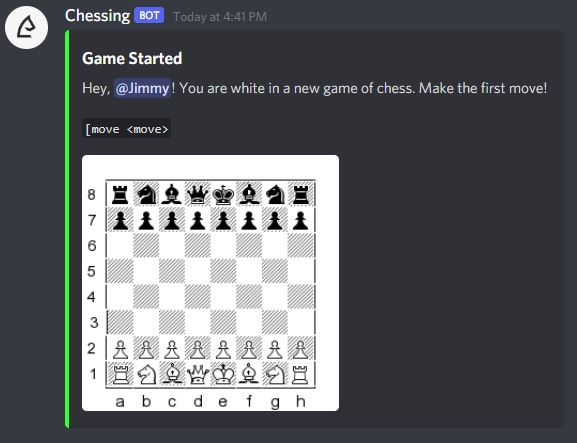 Chessing BOT Today at 4:41 PM
Game Started
Hey, @Jimmy! You are white in a new game of chess. Make the first move!
[move <move>
8
7
6
5
4
3
2
1
a b c d e f g h